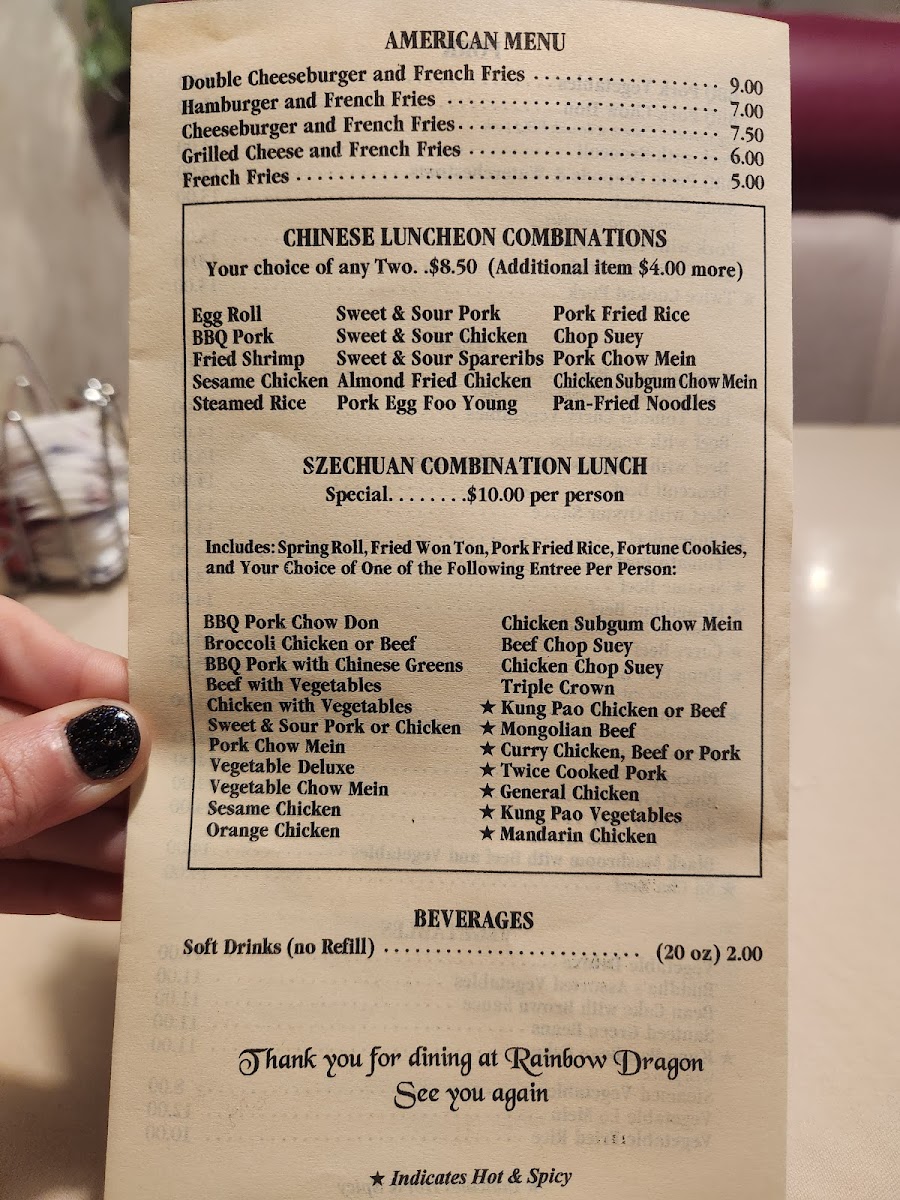 AMERICAN MENU
Double Cheeseburger and French Fries . . . . . . . . . . . . . . . . . . 9.00
Hamburger and French Fries . . . . . . . . . . . . . . . . . . . . . . . . . . 7.00
Cheeseburger and French Fries. . . . . . . . . . . . . . . . . . . . . . . . . 7.50
Grilled Cheese and French Fries . . . . . . . . . . . . . . . . . . . . . . . . 6.00
French Fries . . . . . . . . . . . . . . . . . . . . . . . . . . . . . . . . . . . . . . . . 5.00
CHINESE LUNCHEON COMBINATIONS
Your choice of any Two. .$8.50 (Additional item $4.00 more)
Egg Roll Sweet & Sour Pork Pork Fried Rice
BBQ Pork Sweet & Sour Chicken Chop Suey
Fried Shrimp Sweet & Sour Spareribs Pork Chow Mein
Sesame Chicken Almond Fried Chicken Chicken Subgum Chow Mein
Steamed Rice Pork Egg Foo Young Pan-Fried Noodles
SZECHUAN COMBINATION LUNCH
Special. . . . . . . .$10.00 per person
Includes: Spring Roll, Fried Won Ton, Pork Fried Rice, Fortune Cookies,
and Your Choice of One of the Following Entree Per Person:
BBQ Pork Chow Don
Broccoli Chicken or Beef
BBQ Pork with Chinese Greens
Beef with Vegetables
Chicken with Vegetables
Sweet & Sour Pork or Chicken
Pork Chow Mein
Vegetable Deluxe
Vegetable Chow Mein
Sesame Chicken
Orange Chicken
Chicken Subgum Chow Mein
Beef Chop Suey
Chicken Chop Suey
Triple Crown
★ Kung Pao Chicken or Beef
★ Mongolian Beef
★ Curry Chicken, Beef or Pork
★ Twice Cooked Pork
★ General Chicken
★ Kung Pao Vegetables
★ Mandarin Chicken
BEVERAGES
Soft Drinks (no Refill) . . . . . . . . . . . . . . . . . . . . . . . . (20 oz) 2.00
Thank you for dining at Rainbow Dragon
See you again
★ Indicates Hot & Spicy